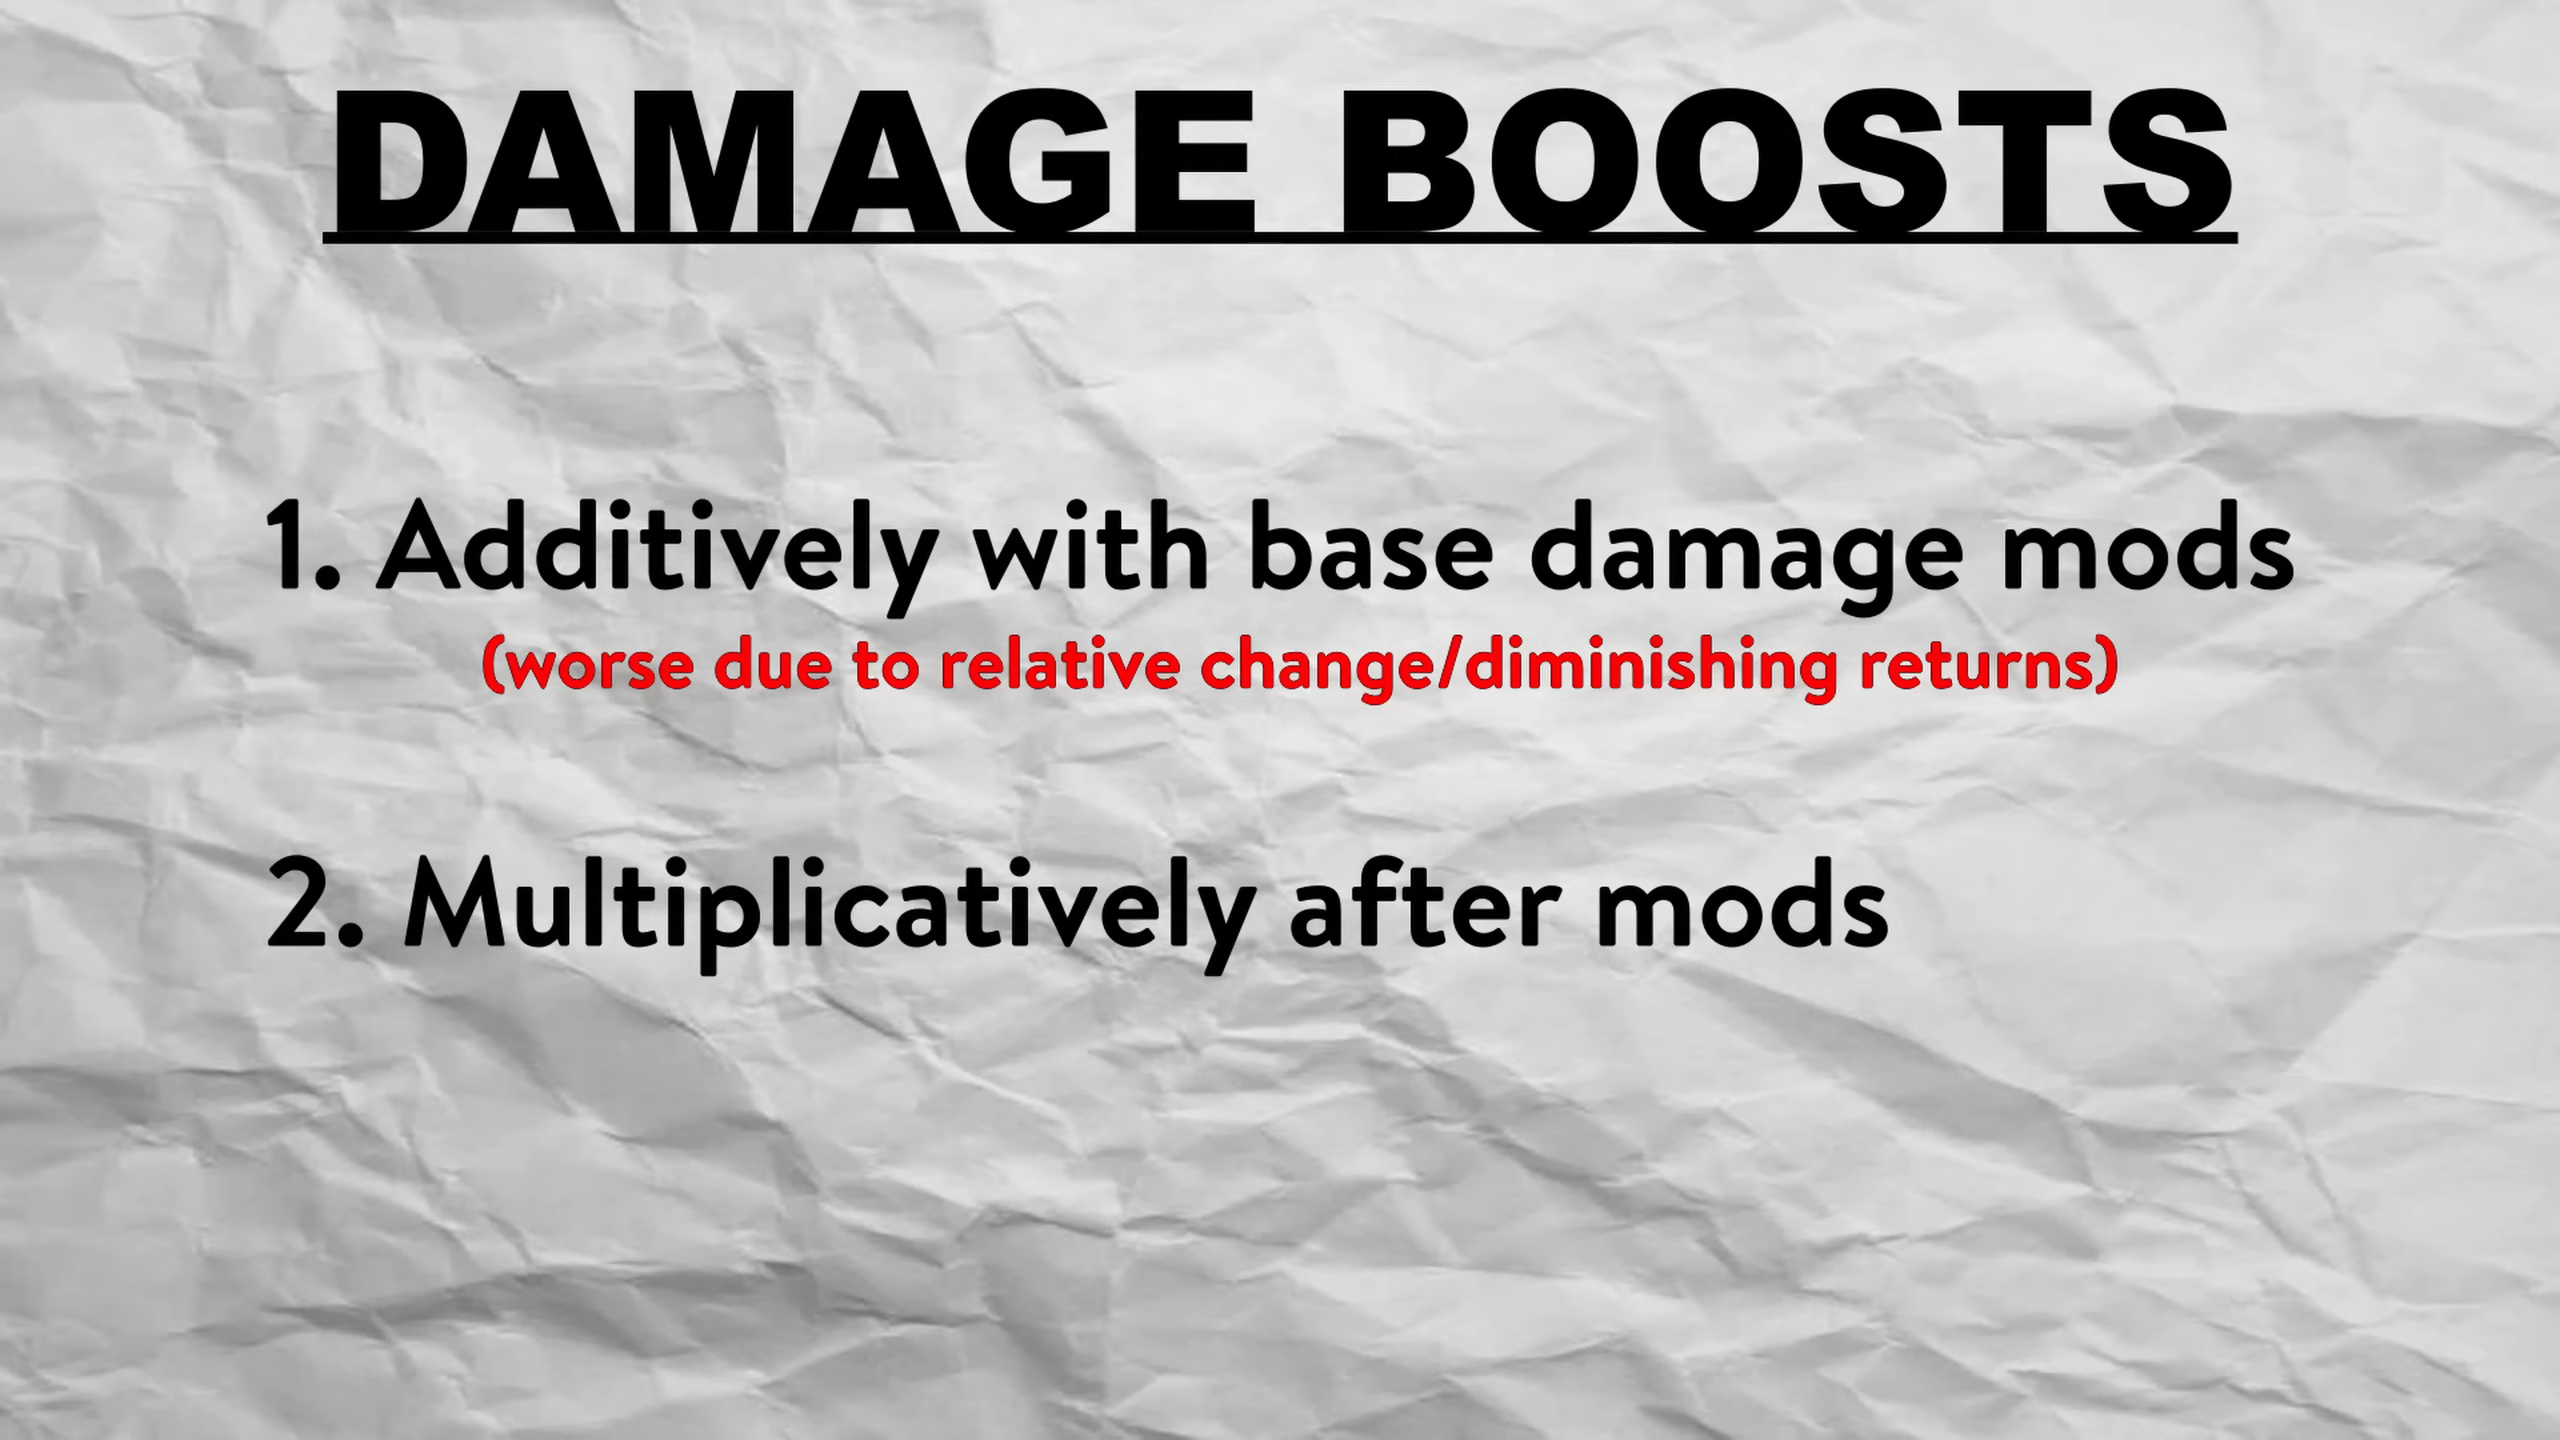 DAMAGE BOOSTS
1. Additively with base damage mods
(worse due to relative change/diminishing returns)
2. Multiplicatively after mods